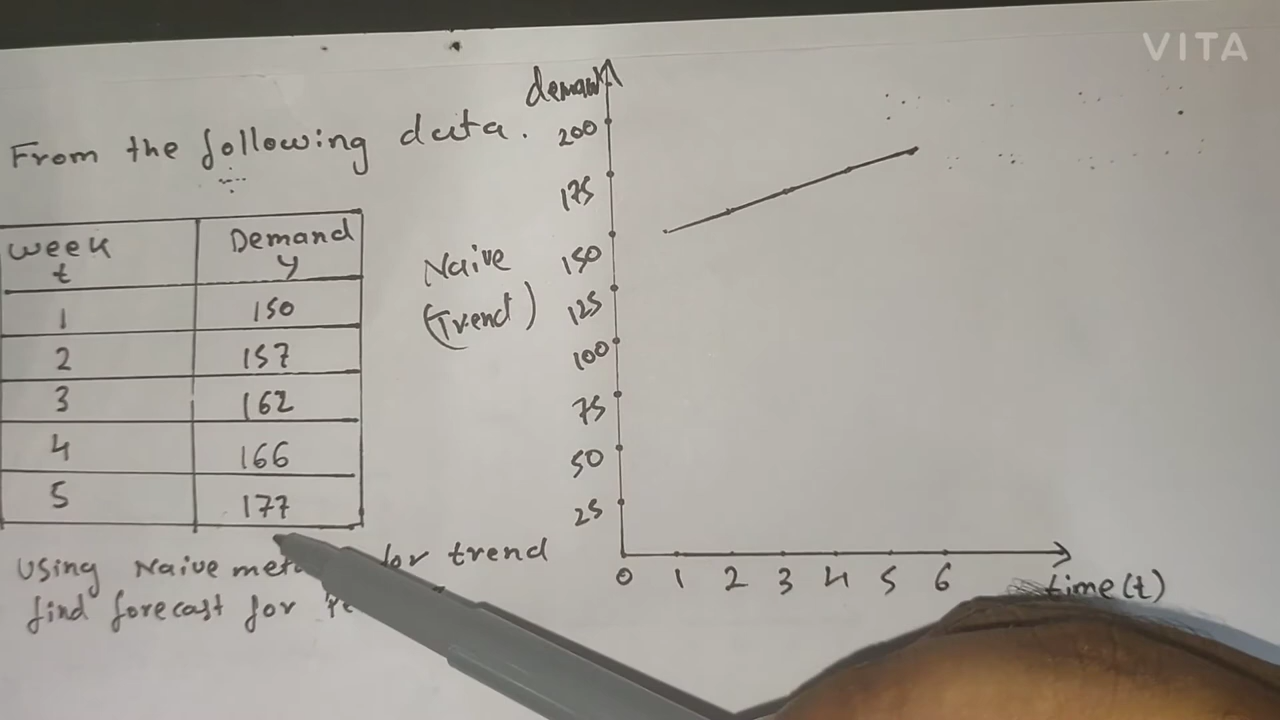 VITA
From the following data.
Week t | Demand y
1 | 150
2 | 157
3 | 162
4 | 166
5 | 177
Using Naive for trend
find forecast for
Naive
(Trend)
demand
200
175
150
125
100
75
50
25
0 1 2 3 4 5 6
time(t)